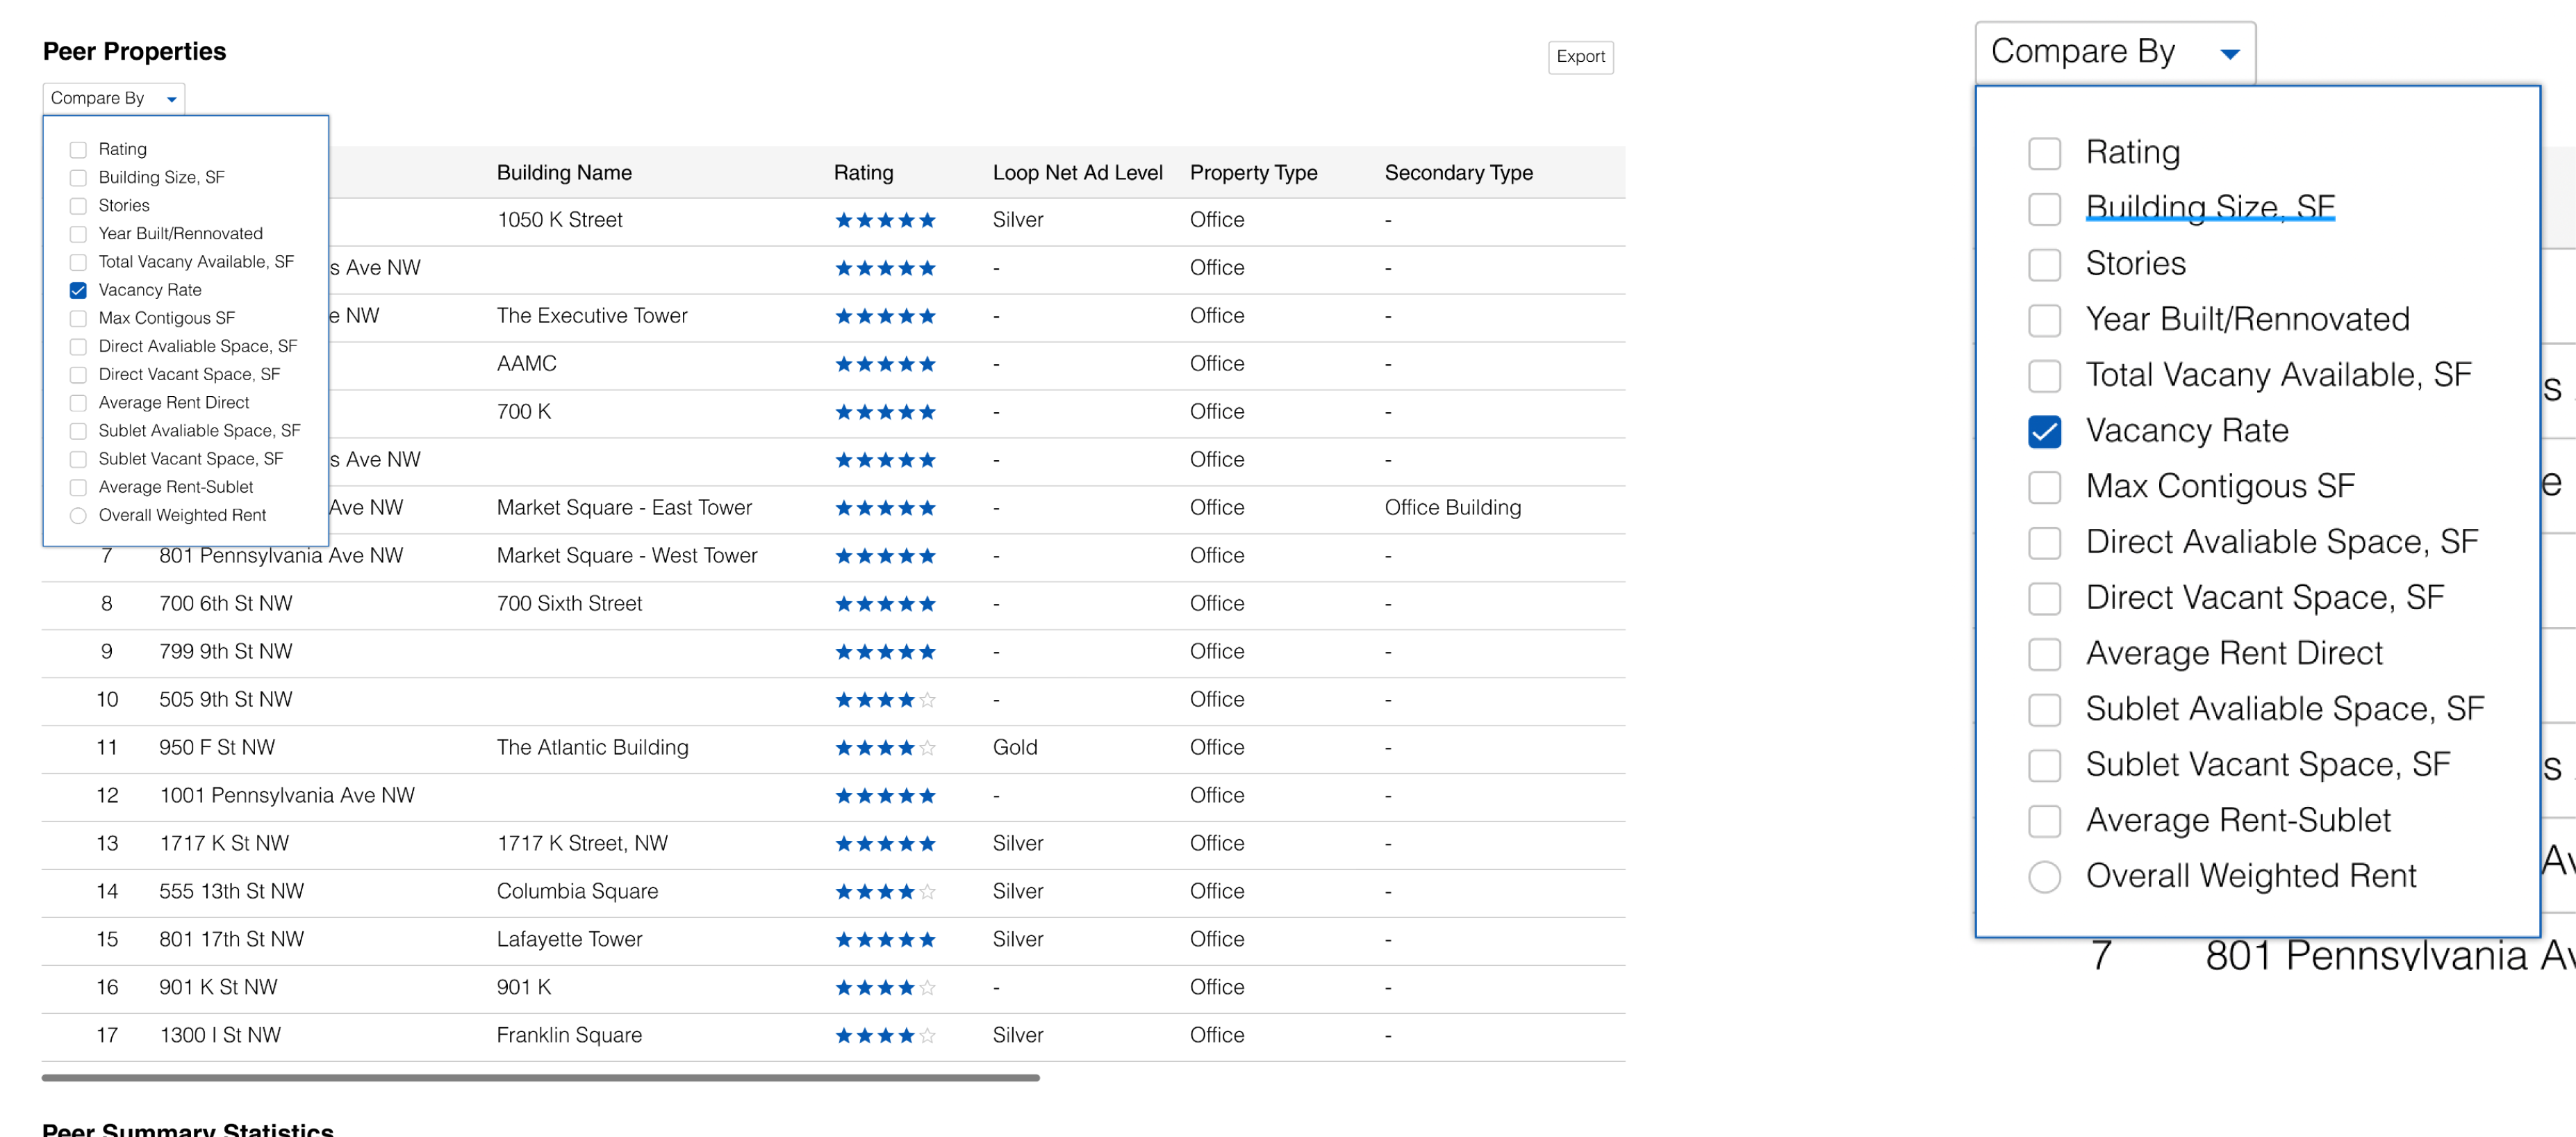 Peer Properties
Export
Compare By
Rating
Building Size, SF
Stories
Year Built/Rennovated
Total Vacany Available, SF
Vacancy Rate
Max Contigous SF
Direct Avaliable Space, SF
Direct Vacant Space, SF
Average Rent Direct
Sublet Avaliable Space, SF
Sublet Vacant Space, SF
Average Rent-Sublet
Overall Weighted Rent
Building Name Rating Loop Net Ad Level Property Type Secondary Type
1050 K Street Silver Office -
s Ave NW - Office -
e NW The Executive Tower - Office -
AAMC - Office -
700 K - Office -
s Ave NW - Office -
Ave NW Market Square - East Tower - Office Office Building
7 801 Pennsylvania Ave NW Market Square - West Tower - Office -
8 700 6th St NW 700 Sixth Street - Office -
9 799 9th St NW - Office -
10 505 9th St NW - Office -
11 950 F St NW The Atlantic Building Gold Office -
12 1001 Pennsylvania Ave NW - Office -
13 1717 K St NW 1717 K Street, NW Silver Office -
14 555 13th St NW Columbia Square Silver Office -
15 801 17th St NW Lafayette Tower Silver Office -
16 901 K St NW 901 K - Office -
17 1300 I St NW Franklin Square Silver Office -
Peer Summary Statistics
Compare By
Rating
Building Size, SF
Stories
Year Built/Rennovated
Total Vacany Available, SF
Vacancy Rate
Max Contigous SF
Direct Avaliable Space, SF
Direct Vacant Space, SF
Average Rent Direct
Sublet Avaliable Space, SF
Sublet Vacant Space, SF
Average Rent-Sublet
Overall Weighted Rent
s
e
s
Av
7 801 Pennsylvania Av